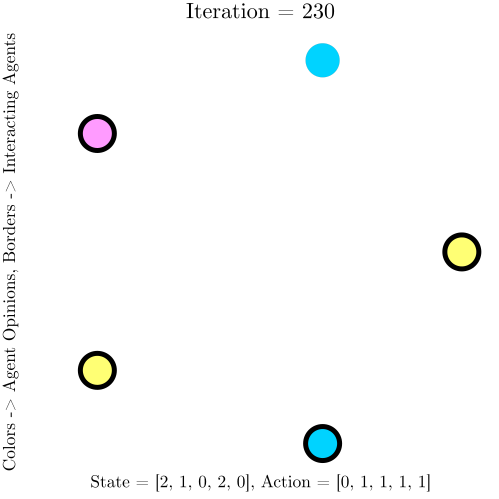 Iteration = 230
Colors -> Agent Opinions, Borders -> Interacting Agents
State = [2, 1, 0, 2, 0], Action = [0, 1, 1, 1, 1]